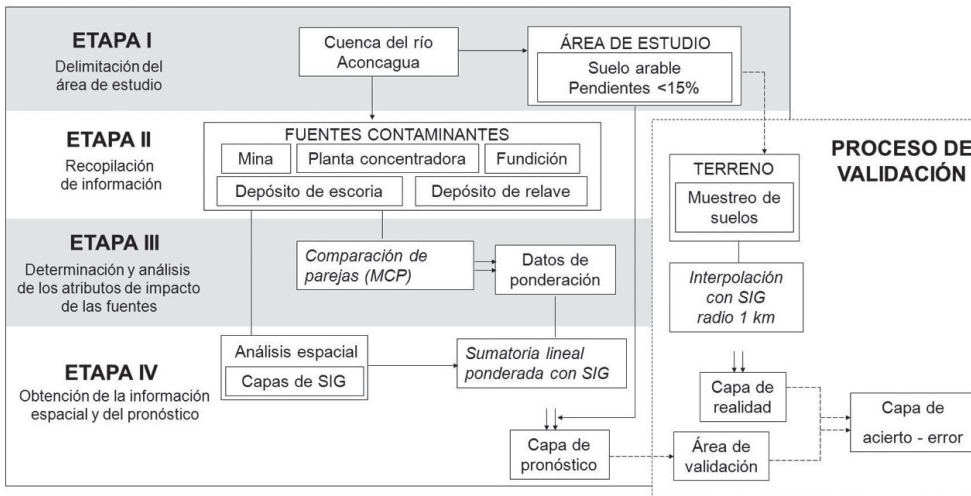 ETAPA I
Delimitación del
área de estudio
Cuenca del río
Aconcagua
ÁREA DE ESTUDIO
Suelo arable
Pendientes <15%
ETAPA II
Recopilación
de información
FUENTES CONTAMINANTES
Mina
Planta concentradora
Fundición
Depósito de escoria
Depósito de relave
PROCESO DE
VALIDACIÓN
TERRENO
Muestreo de
suelos
ETAPA III
Determinación y análisis
de los atributos de impacto
de las fuentes
Comparación de
parejas (MCP)
Datos de
ponderación
Interpolación
con SIG
radio 1 km
ETAPA IV
Obtención de la información
espacial y del pronóstico
Análisis espacial
Capas de SIG
Sumatoria lineal
ponderada con SIG
Capa de
realidad
Capa de
acierto - error
Capa de
pronóstico
Área de
validación